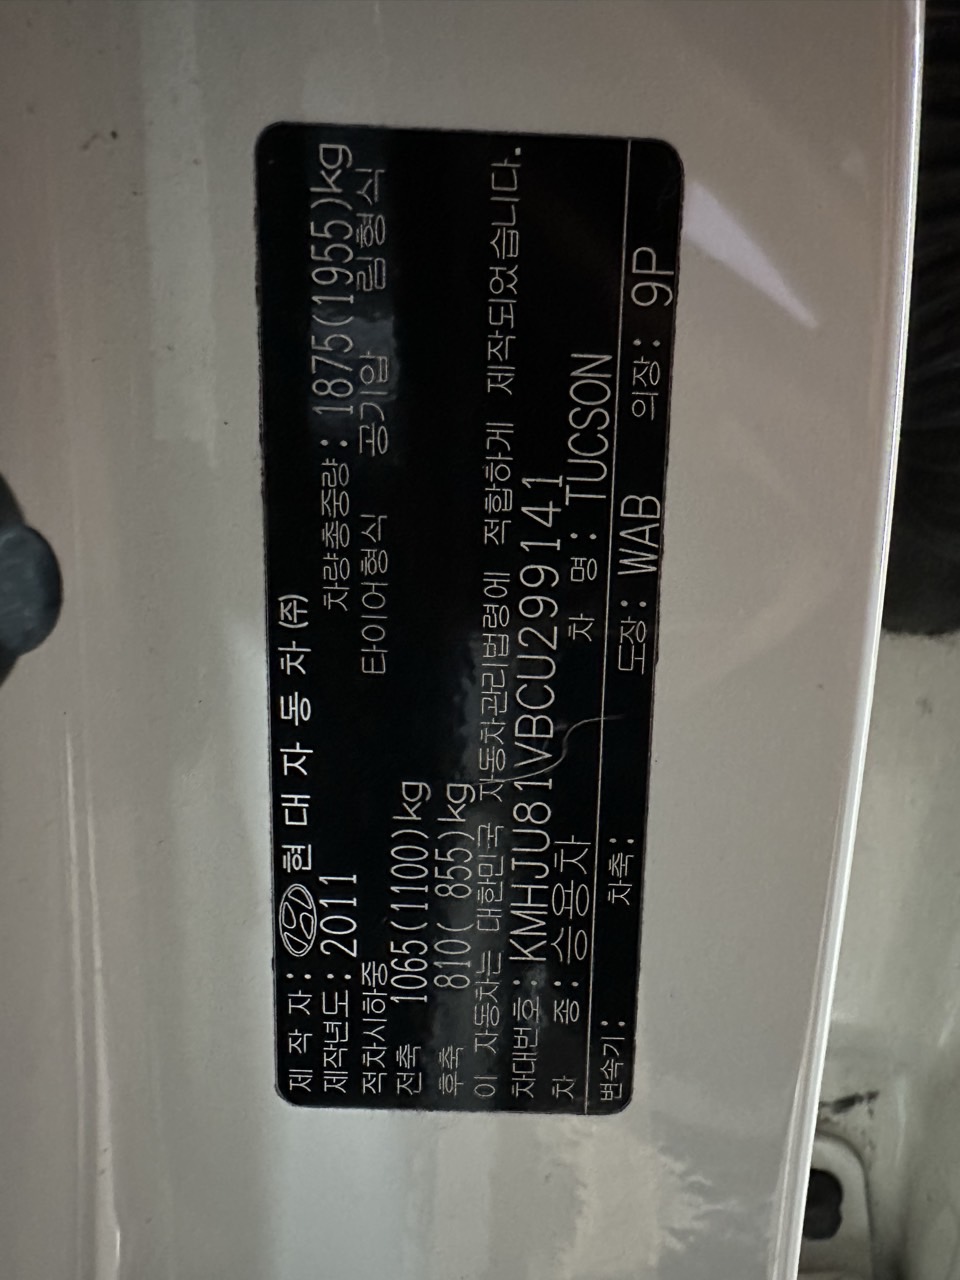 제 작 자: 현 대 자 동 차 (주)
제작년도: 2011 차량총중량: 1875(1955)kg
적차시하중 타이어형식 공기압 림형식
전축 1065(1100)kg
후축 810( 855)kg
이 자동차는 대한민국 자동차관리법령에 적합하게 제작되었습니다.
차대번호: KMHJU81VBCU299141
차 종: 승용차 차 명: TUCSON
변속기: 차축: 도장: WAB 의장: 9P